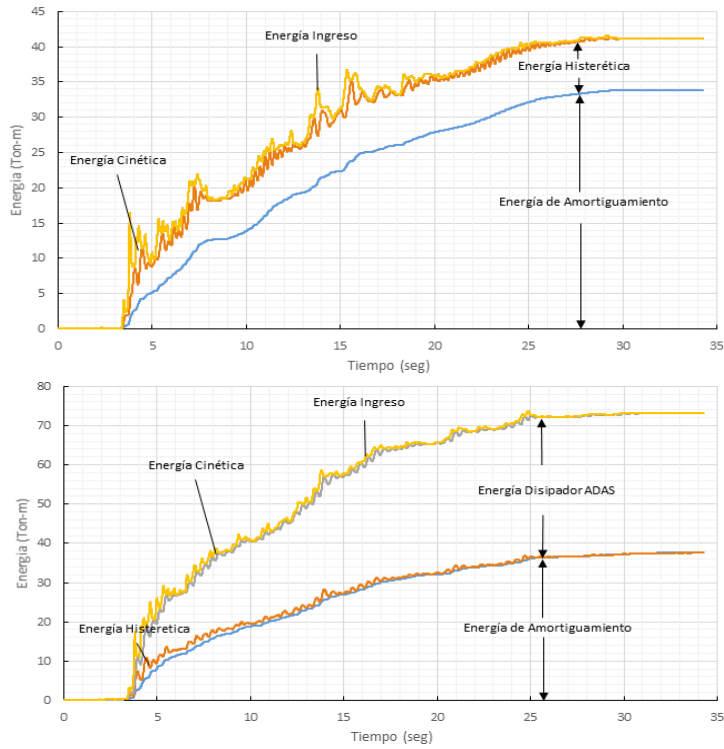 45
40
35
30
25
20
15
10
5
0
Energia (Ton-m)
Energía Ingreso
Energía Histerética
Energía Cinética
Energía de Amortiguamiento
0 5 10 15 20 25 30 35
Tiempo (seg)
80
70
60
50
40
30
20
10
0
Energia (Ton-m)
Energía Ingreso
Energía Cinética
Energía Disipador ADAS
Energía Histeretica
Energía de Amortiguamiento
0 5 10 15 20 25 30 35
Tiempo (seg)